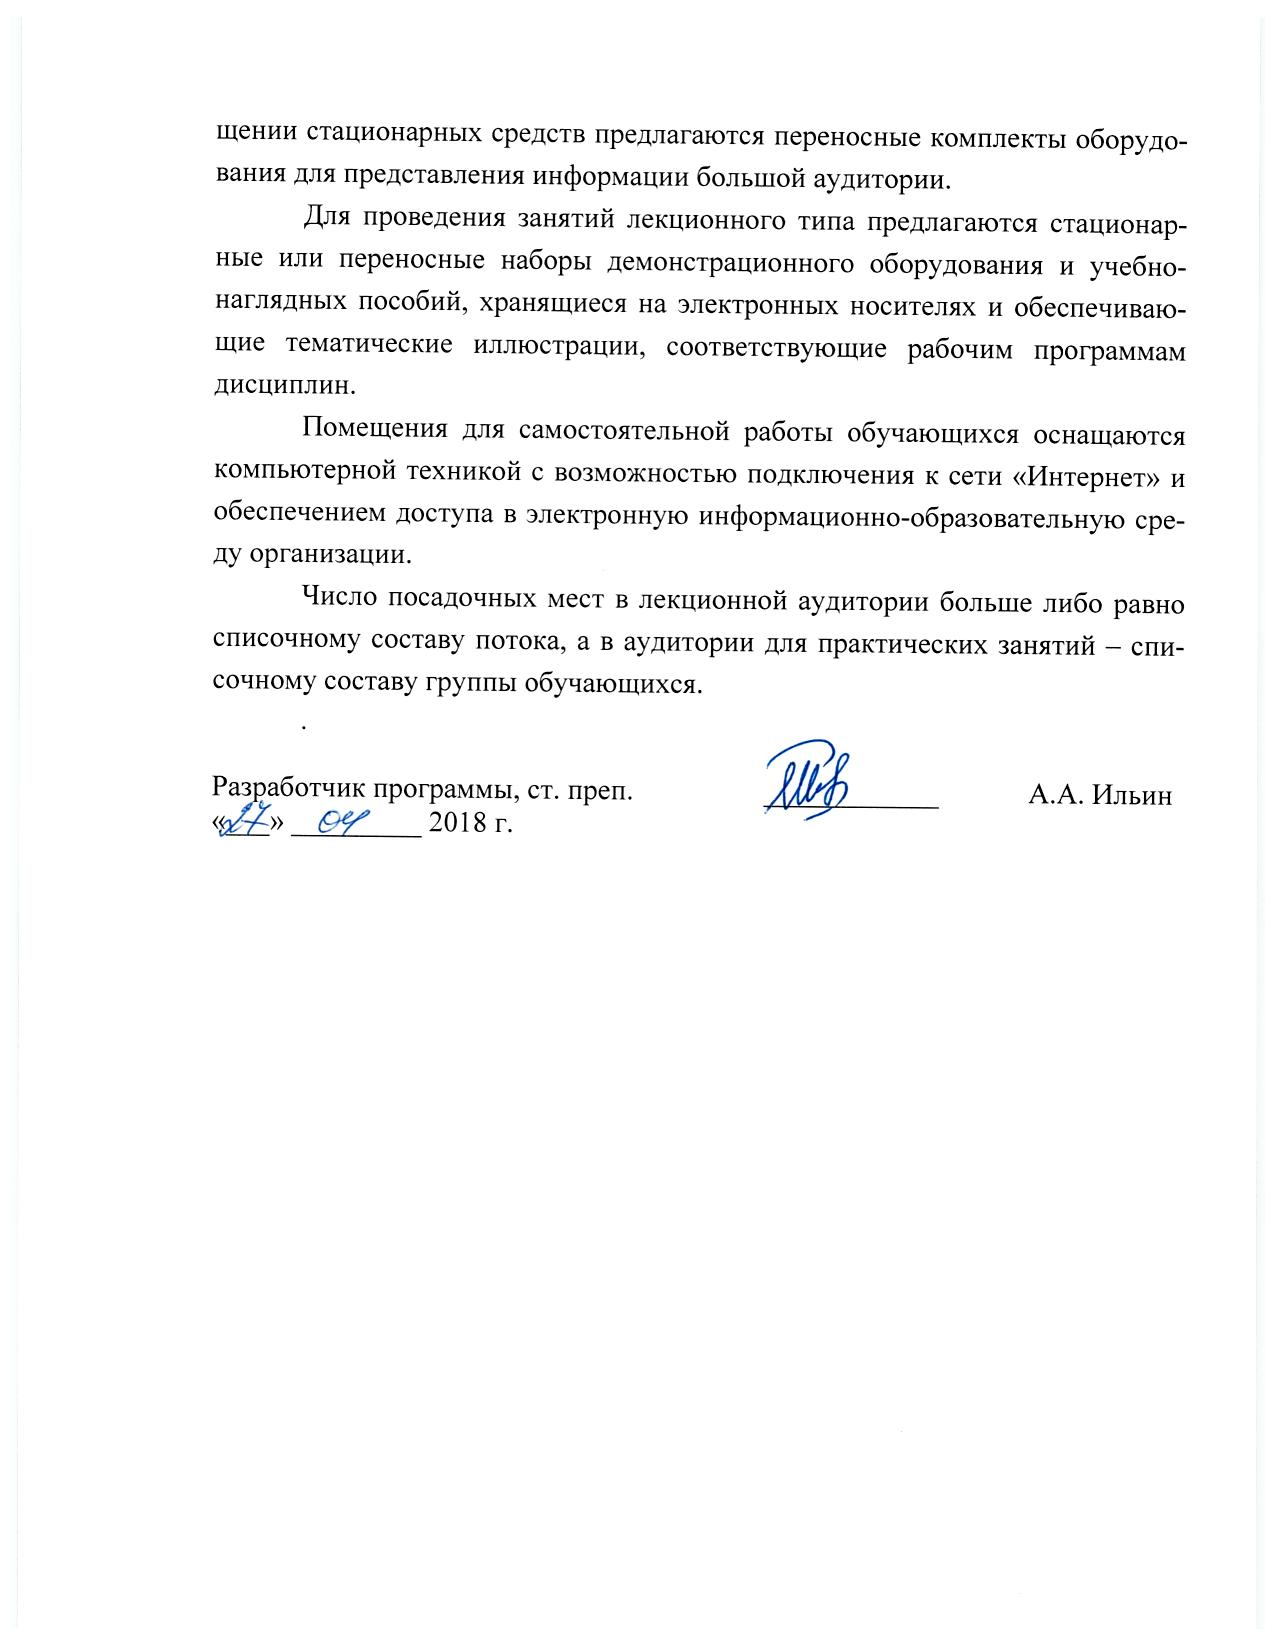 щении стационарных средств предлагаются переносные комплекты оборудо-
вания для представления информации большой аудитории.
Для проведения занятий лекционного типа предлагаются стационар-
ные или переносные наборы демонстрационного оборудования и учебно-
наглядных пособий, хранящиеся на электронных носителях и обеспечиваю-
щие тематические иллюстрации, соответствующие рабочим программам
дисциплин.
Помещения для самостоятельной работы обучающихся оснащаются
компьютерной техникой с возможностью подключения к сети «Интернет» и
обеспечением доступа в электронную информационно-образовательную сре-
ду организации.
Число посадочных мест в лекционной аудитории больше либо равно
списочному составу потока, а в аудитории для практических занятий – спи-
сочному составу группы обучающихся.
.
Разработчик программы, ст. преп. ____________ А.А. Ильин
«27» 04 2018 г.